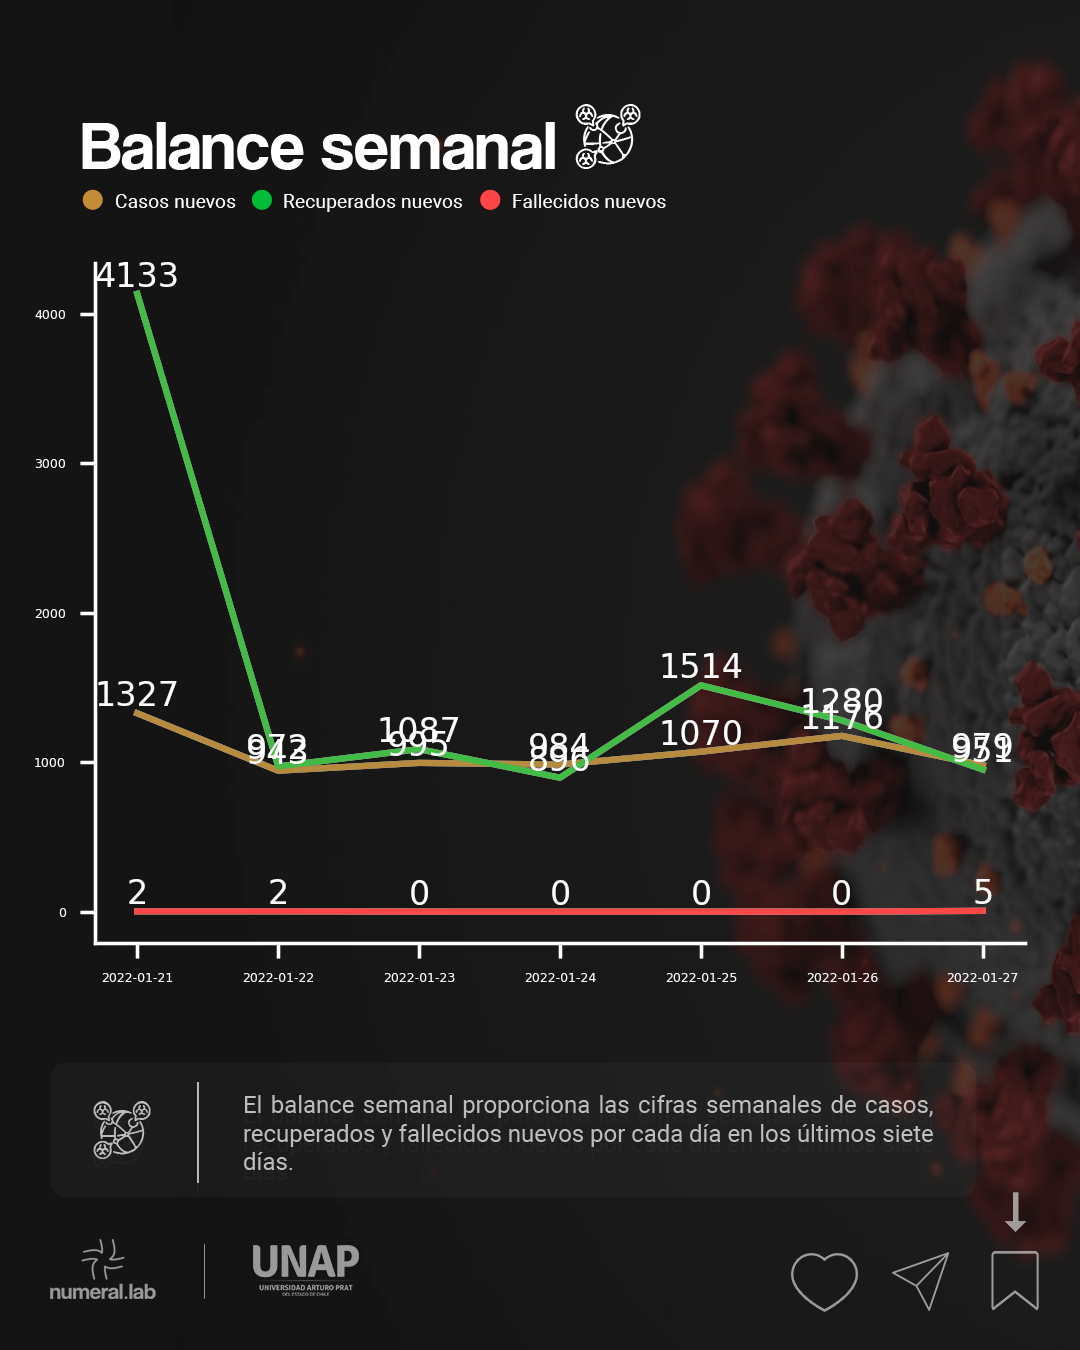 Balance semanal
Casos nuevos Recuperados nuevos Fallecidos nuevos
4133
4000
3000
2000
1514
1327
1280
1176
1087
1070
995
973
943
984
896
979
951
1000
2 2 0 0 0 0 5
0
2022-01-21 2022-01-22 2022-01-23 2022-01-24 2022-01-25 2022-01-26 2022-01-27
El balance semanal proporciona las cifras semanales de casos,
recuperados y fallecidos nuevos por cada día en los últimos siete
días.
numeral.lab
UNAP
UNIVERSIDAD ARTURO PRAT
DEL ESTADO DE CHILE